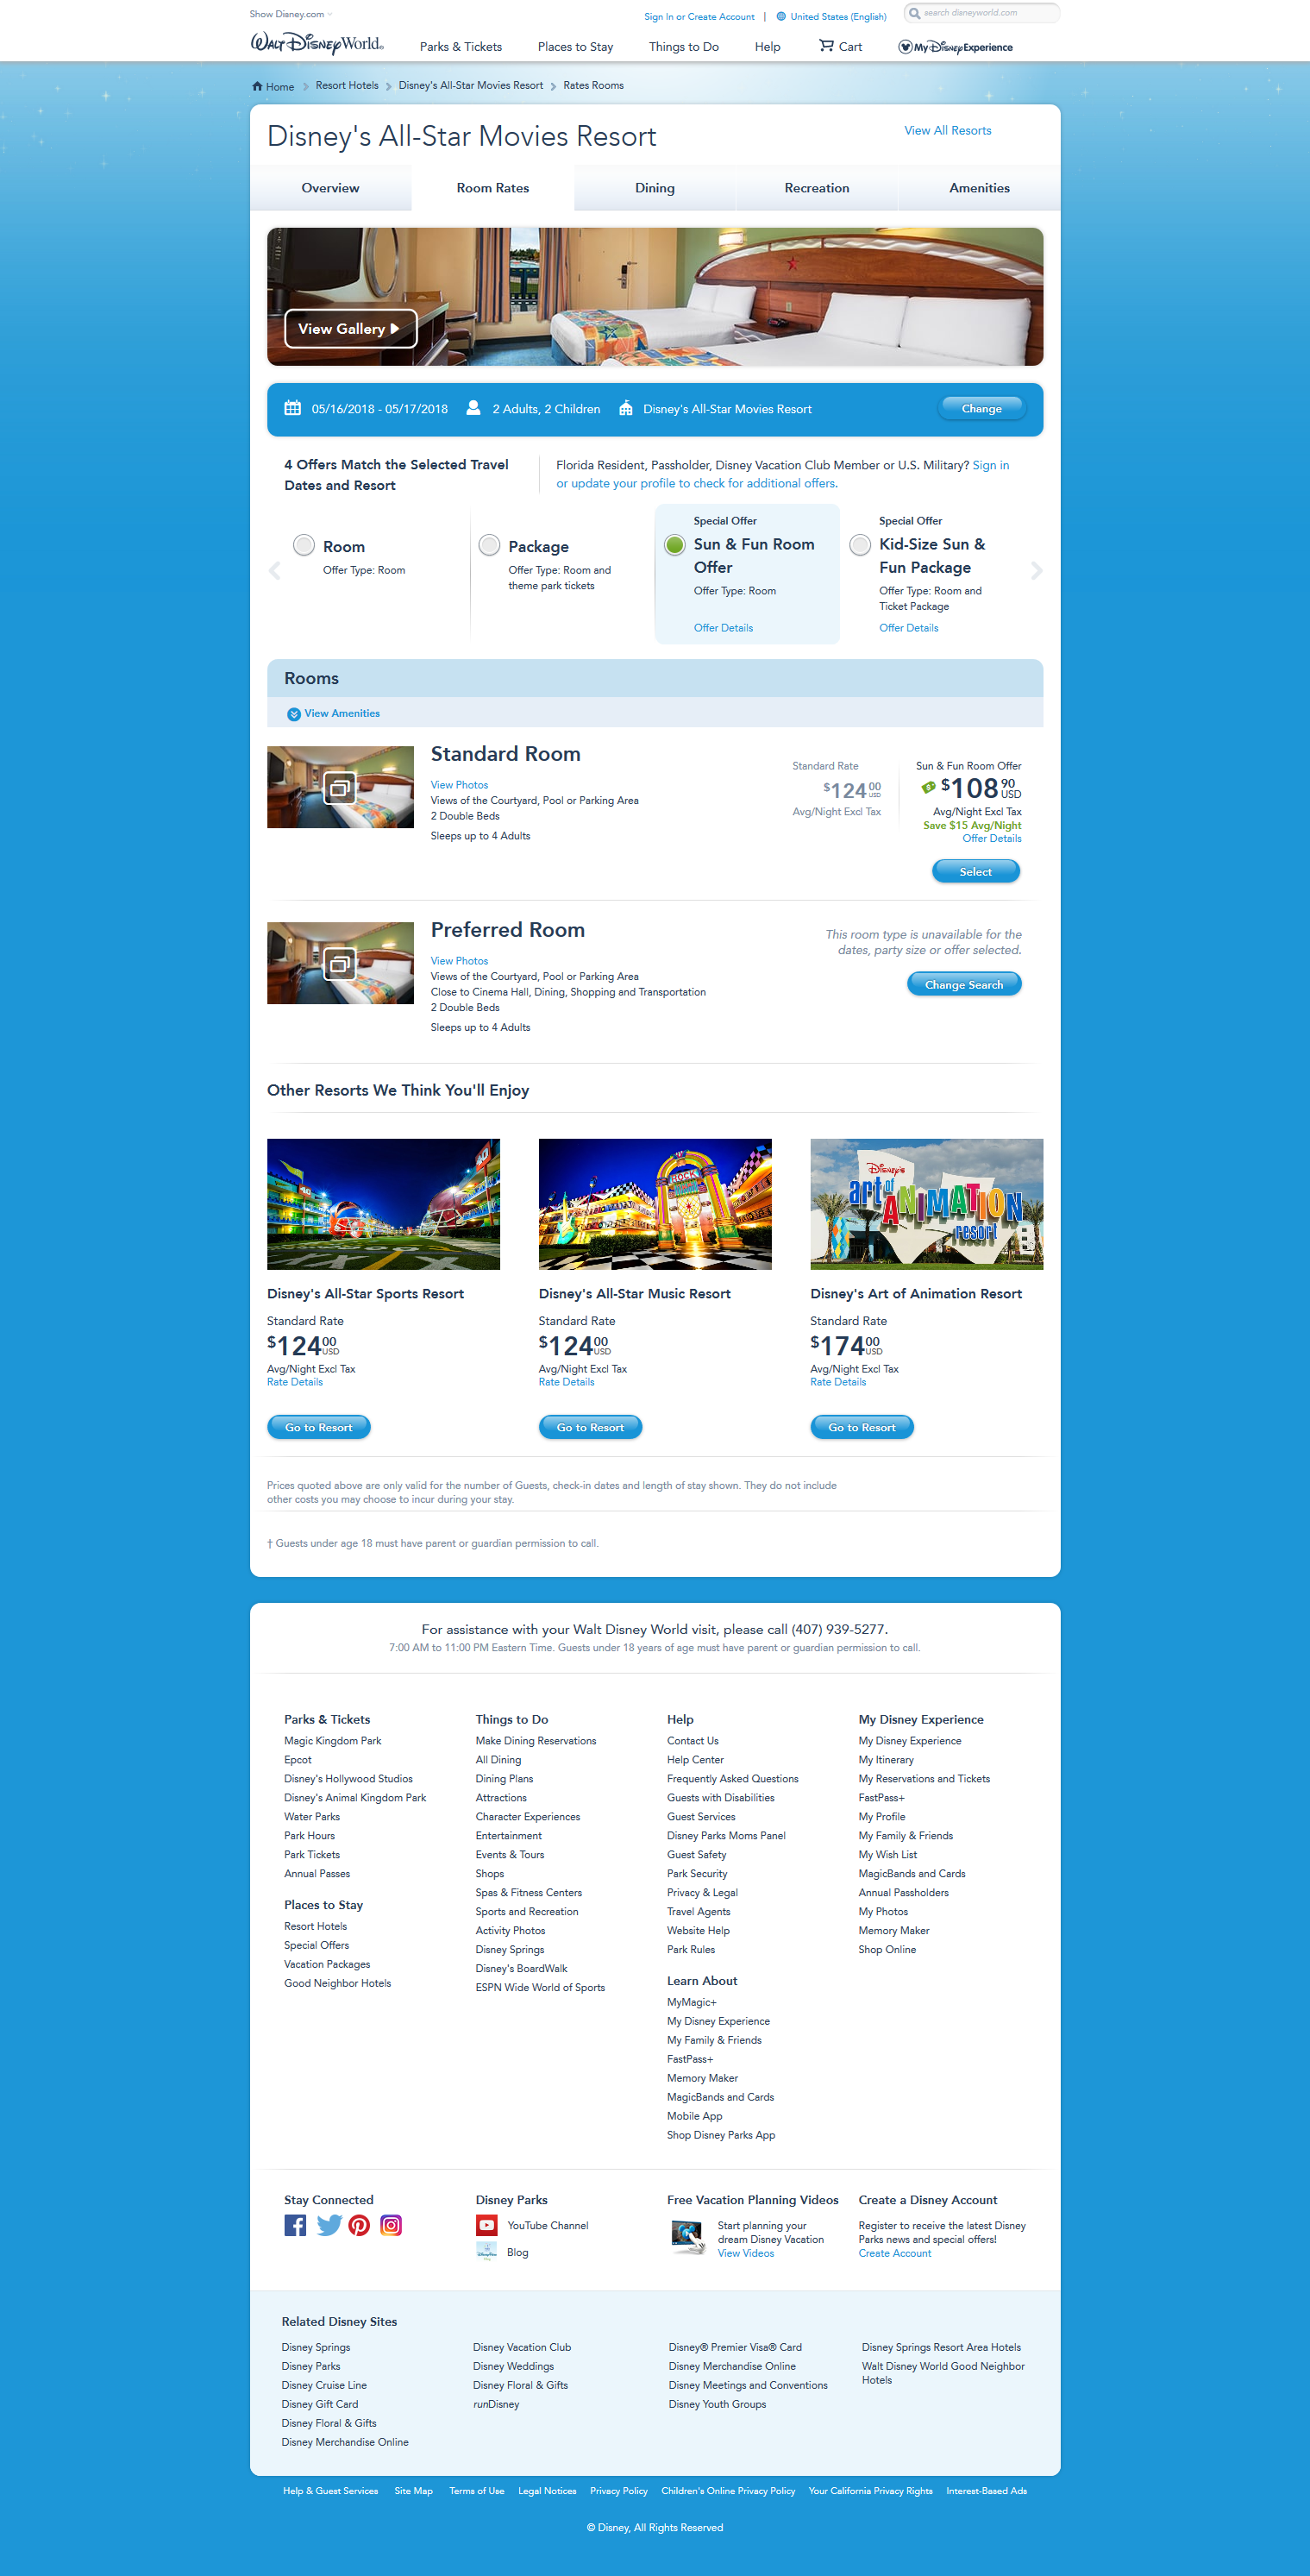 Show Disney.com
Sign In or Create Account | United States (English)
search disneyworld.com
Walt Disney World.
Parks & Tickets
Places to Stay
Things to Do
Help
Cart
My Disney Experience
Home
Resort Hotels
Disney's All-Star Movies Resort
Rates Rooms
Disney's All-Star Movies Resort
View All Resorts
Overview
Room Rates
Dining
Recreation
Amenities
View Gallery
05/16/2018 - 05/17/2018
2 Adults, 2 Children
Disney's All-Star Movies Resort
Change
4 Offers Match the Selected Travel
Dates and Resort
Florida Resident, Passholder, Disney Vacation Club Member or U.S. Military? Sign in
or update your profile to check for additional offers.
Room
Offer Type: Room
Package
Offer Type: Room and
theme park tickets
Special Offer
Sun & Fun Room
Offer
Offer Type: Room
Offer Details
Special Offer
Kid-Size Sun &
Fun Package
Offer Type: Room and
Ticket Package
Offer Details
Rooms
View Amenities
Standard Room
View Photos
Views of the Courtyard, Pool or Parking Area
2 Double Beds
Sleeps up to 4 Adults
Standard Rate
$124 00 USD
Avg/Night Excl Tax
Sun & Fun Room Offer
$108 90 USD
Avg/Night Excl Tax
Save $15 Avg/Night
Offer Details
Select
Preferred Room
View Photos
Views of the Courtyard, Pool or Parking Area
Close to Cinema Hall, Dining, Shopping and Transportation
2 Double Beds
Sleeps up to 4 Adults
This room type is unavailable for the
dates, party size or offer selected.
Change Search
Other Resorts We Think You'll Enjoy
ROCK
Disney's
art of
ANIMATION
resort
Disney's All-Star Sports Resort
Standard Rate
$124 00 USD
Avg/Night Excl Tax
Rate Details
Go to Resort
Disney's All-Star Music Resort
Standard Rate
$124 00 USD
Avg/Night Excl Tax
Rate Details
Go to Resort
Disney's Art of Animation Resort
Standard Rate
$174 00 USD
Avg/Night Excl Tax
Rate Details
Go to Resort
Prices quoted above are only valid for the number of Guests, check-in dates and length of stay shown. They do not include
other costs you may choose to incur during your stay.
† Guests under age 18 must have parent or guardian permission to call.
For assistance with your Walt Disney World visit, please call (407) 939-5277.
7:00 AM to 11:00 PM Eastern Time. Guests under 18 years of age must have parent or guardian permission to call.
Parks & Tickets
Magic Kingdom Park
Epcot
Disney's Hollywood Studios
Disney's Animal Kingdom Park
Water Parks
Park Hours
Park Tickets
Annual Passes
Places to Stay
Resort Hotels
Special Offers
Vacation Packages
Good Neighbor Hotels
Things to Do
Make Dining Reservations
All Dining
Dining Plans
Attractions
Character Experiences
Entertainment
Events & Tours
Shops
Spas & Fitness Centers
Sports and Recreation
Activity Photos
Disney Springs
Disney's BoardWalk
ESPN Wide World of Sports
Help
Contact Us
Help Center
Frequently Asked Questions
Guests with Disabilities
Guest Services
Disney Parks Moms Panel
Guest Safety
Park Security
Privacy & Legal
Travel Agents
Website Help
Park Rules
Learn About
MyMagic+
My Disney Experience
My Family & Friends
FastPass+
Memory Maker
MagicBands and Cards
Mobile App
Shop Disney Parks App
My Disney Experience
My Disney Experience
My Itinerary
My Reservations and Tickets
FastPass+
My Profile
My Family & Friends
My Wish List
MagicBands and Cards
Annual Passholders
My Photos
Memory Maker
Shop Online
Stay Connected
Disney Parks
YouTube Channel
Blog
Free Vacation Planning Videos
Start planning your
dream Disney Vacation
View Videos
Create a Disney Account
Register to receive the latest Disney
Parks news and special offers!
Create Account
Related Disney Sites
Disney Springs
Disney Parks
Disney Cruise Line
Disney Gift Card
Disney Floral & Gifts
Disney Merchandise Online
Disney Vacation Club
Disney Weddings
Disney Floral & Gifts
runDisney
Disney® Premier Visa® Card
Disney Merchandise Online
Disney Meetings and Conventions
Disney Youth Groups
Disney Springs Resort Area Hotels
Walt Disney World Good Neighbor
Hotels
Help & Guest Services
Site Map
Terms of Use
Legal Notices
Privacy Policy
Children's Online Privacy Policy
Your California Privacy Rights
Interest-Based Ads
© Disney, All Rights Reserved